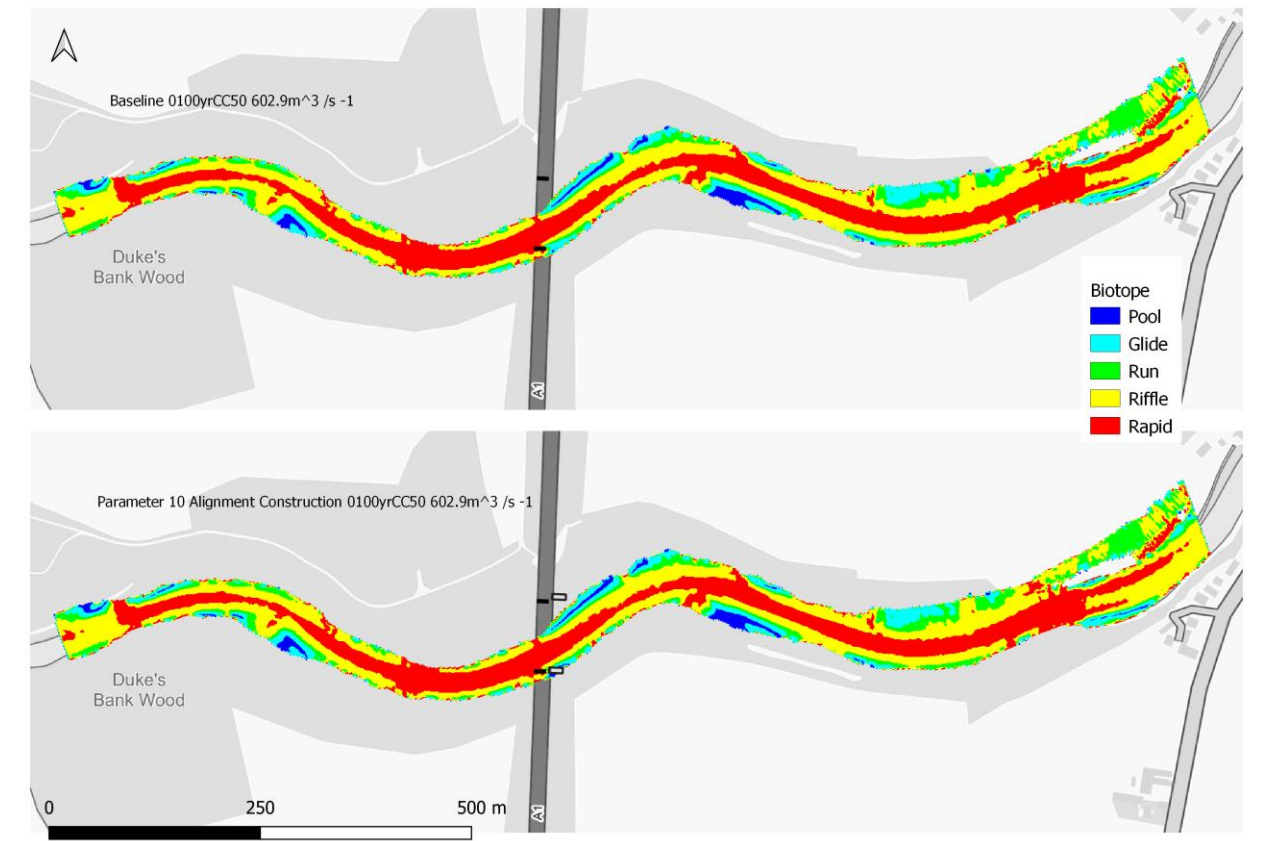 Baseline 0100yrCC50 602.9m^3 /s -1
Duke's
Bank Wood
A1
Biotope
Pool
Glide
Run
Riffle
Rapid
Parameter 10 Alignment Construction 0100yrCC50 602.9m^3 /s -1
Duke's
Bank Wood
A1
0 250 500 m